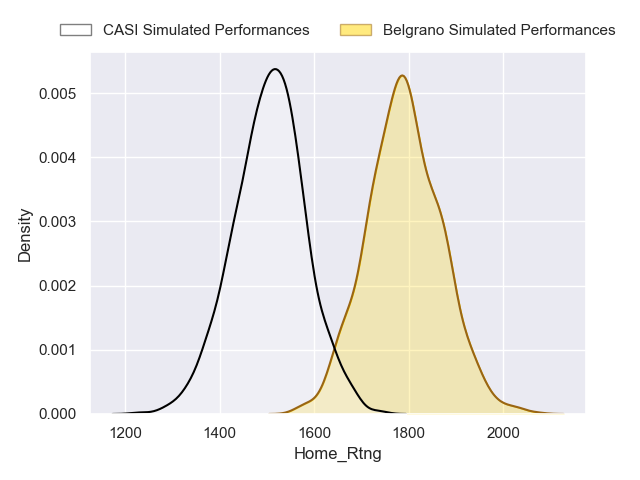 CASI Simulated Performances
Belgrano Simulated Performances
0.005
0.004
0.003
0.002
0.001
0.000
Density
1200
1400
1600
1800
2000
Home_Rtng